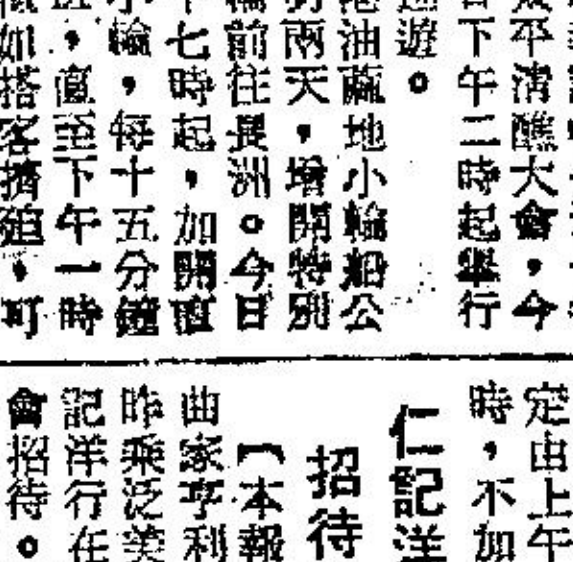 平清醮大會，今
下午二時起舉行
遊。
油蔴地小輪船公
兩天，增開特別
前往長洲。今日
七時起，加開直
輪，每十五分鐘
，直至下午一時
如搭客擠迫，可
定由上午
時，不加
仁記洋
招待
【本報
曲家亨利
昨乘泛美
記洋行在
會招待。